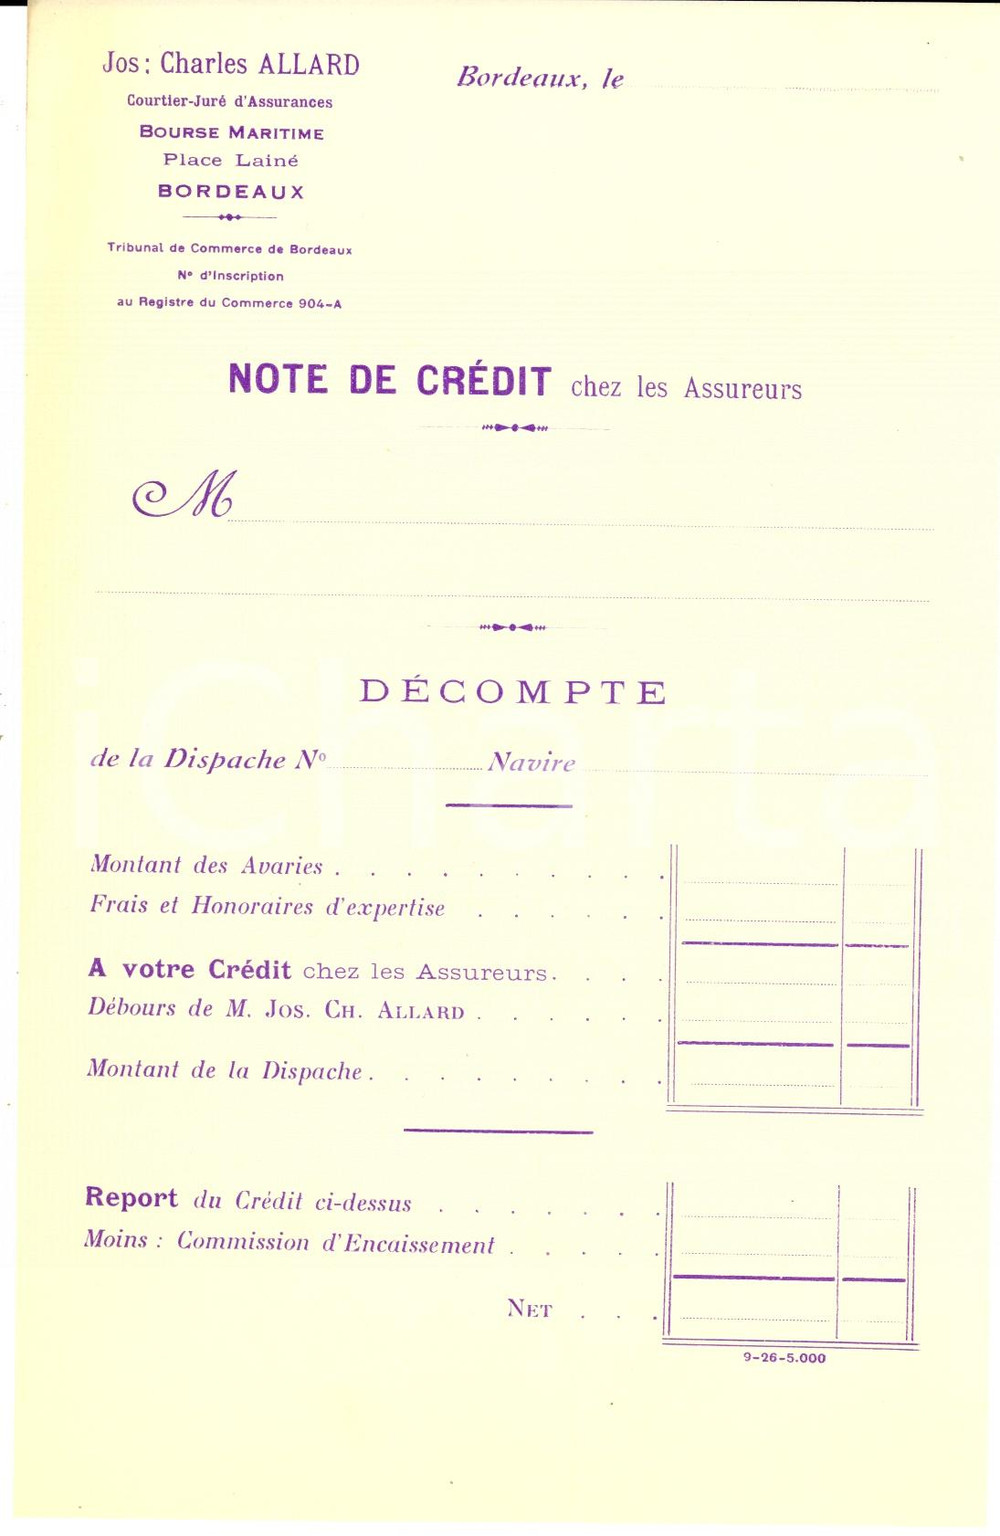 Jos: Charles ALLARD
Courtier-Juré d'Assurances
BOURSE MARITIME
Place Lainé
BORDEAUX
Tribunal de Commerce de Bordeaux
N° d'Inscription
au Registre du Commerce 904-A
Bordeaux, le
NOTE DE CRÉDIT chez les Assureurs
M
DÉCOMPTE
de la Dispache N° Navire
iCharta
Montant des Avaries
Frais et Honoraires d'expertise
A votre Crédit chez les Assureurs.
Débours de M. JOS. CH. ALLARD
Montant de la Dispache
Report du Crédit ci-dessus
Moins : Commission d'Encaissement
NET
9-26-5.000